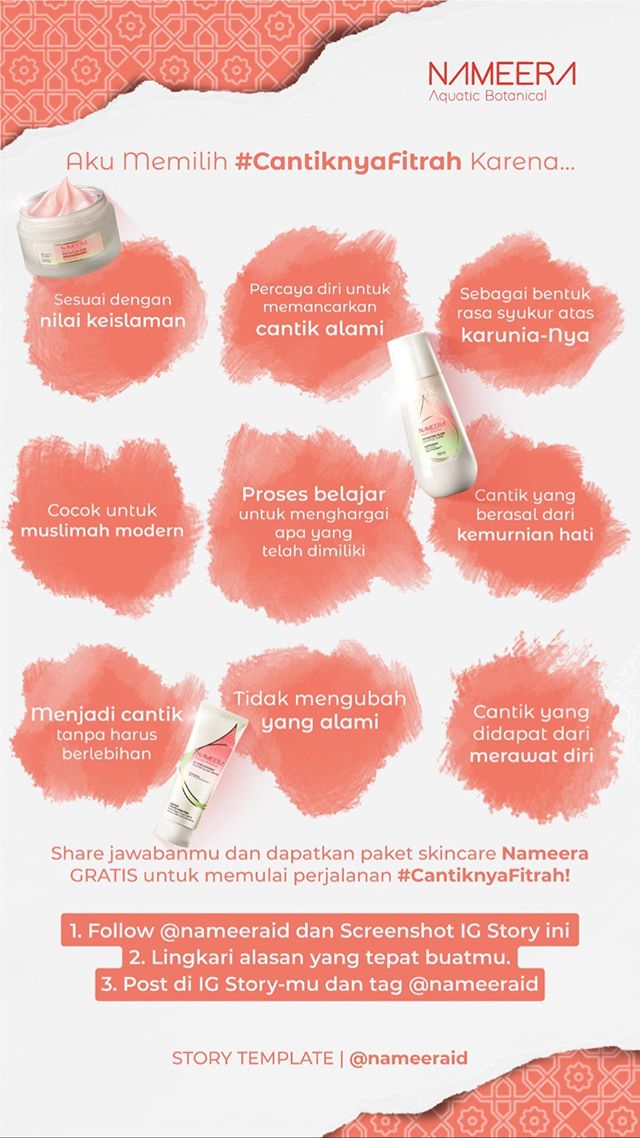 NAMEERA
Aquatic Botanical
Aku Memilih #CantiknyaFitrah Karena...
NAMEERA
Sesuai dengan
nilai keislaman
Percaya diri untuk
memancarkan
cantik alami
Sebagai bentuk
rasa syukur atas
karunia-Nya
NAMEERA
Cocok untuk
muslimah modern
Proses belajar
untuk menghargai
apa yang
telah dimiliki
Cantik yang
berasal dari
kemurnian hati
Menjadi cantik
tanpa harus
berlebihan
NAMEERA
Tidak mengubah
yang alami
Cantik yang
didapat dari
merawat diri
Share jawabanmu dan dapatkan paket skincare Nameera
GRATIS untuk memulai perjalanan #CantiknyaFitrah!
1. Follow @nameeraid dan Screenshot IG Story ini
2. Lingkari alasan yang tepat buatmu.
3. Post di IG Story-mu dan tag @nameeraid
STORY TEMPLATE | @nameeraid